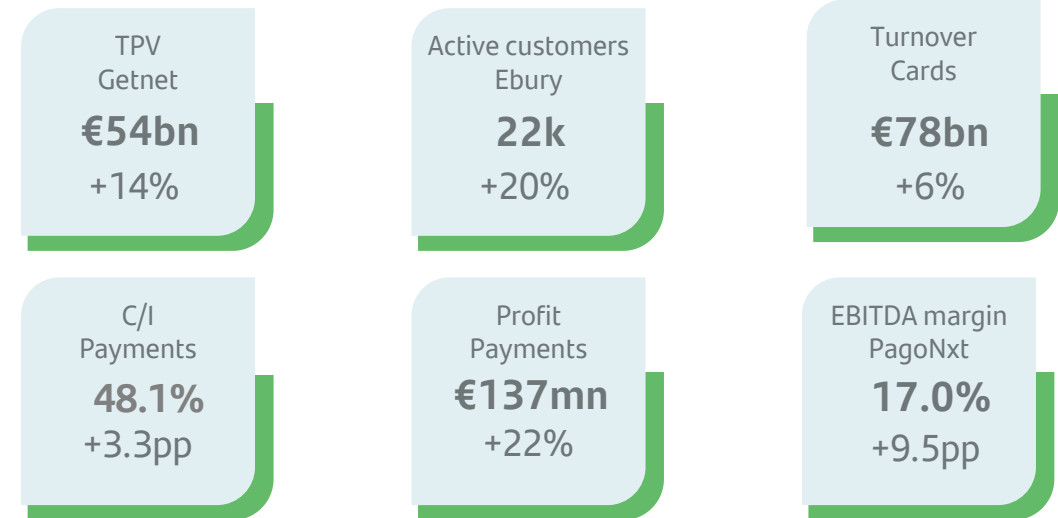 TPV
Getnet
€54bn
+14%
Active customers
Ebury
22k
+20%
Turnover
Cards
€78bn
+6%
C/I
Payments
48.1%
+3.3pp
Profit
Payments
€137mn
+22%
EBITDA margin
PagoNxt
17.0%
+9.5pp